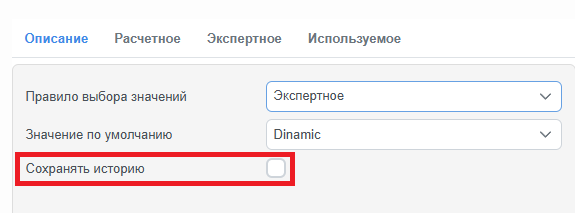 Описание Расчетное Экспертное Используемое
Правило выбора значений Экспертное
Значение по умолчанию Dinamic
Сохранять историю